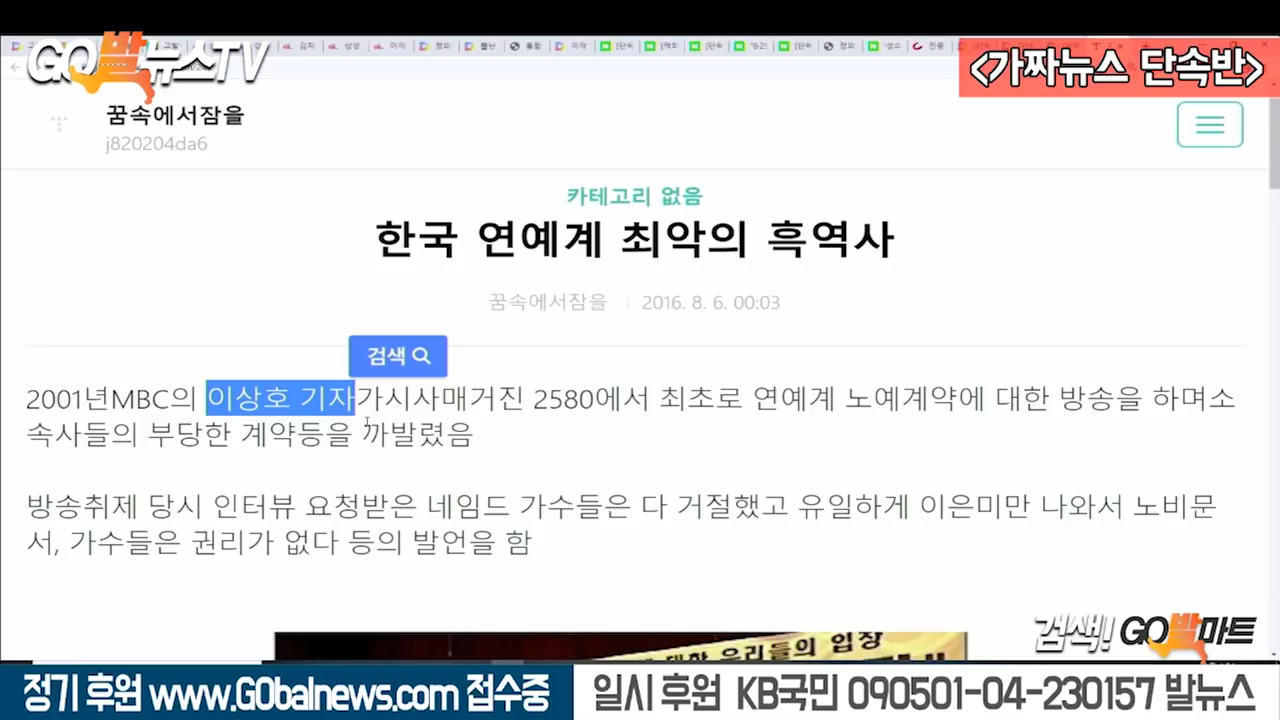 GO발뉴스TV
<가짜뉴스 단속반>
꿈속에서잠을
j820204da6
카테고리 없음
한국 연예계 최악의 흑역사
꿈속에서잠을 | 2016. 8. 6. 00:03
검색
2001년MBC의 이상호 기자가시사매거진 2580에서 최초로 연예계 노예계약에 대한 방송을 하며소
속사들의 부당한 계약등을 까발렸음
방송취제 당시 인터뷰 요청받은 네임드 가수들은 다 거절했고 유일하게 이은미만 나와서 노비문
서, 가수들은 권리가 없다 등의 발언을 함
대한 우리들의 입장
검색! GO발마트
정기 후원 www.GObalnews.com 접수중
일시 후원 KB국민 090501-04-230157 발뉴스